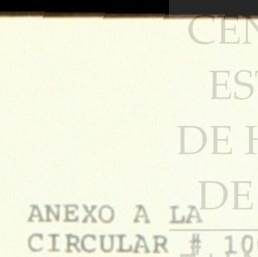 CEN
EST
DE H
DE
ANEXO A LA
CIRCULAR # 10